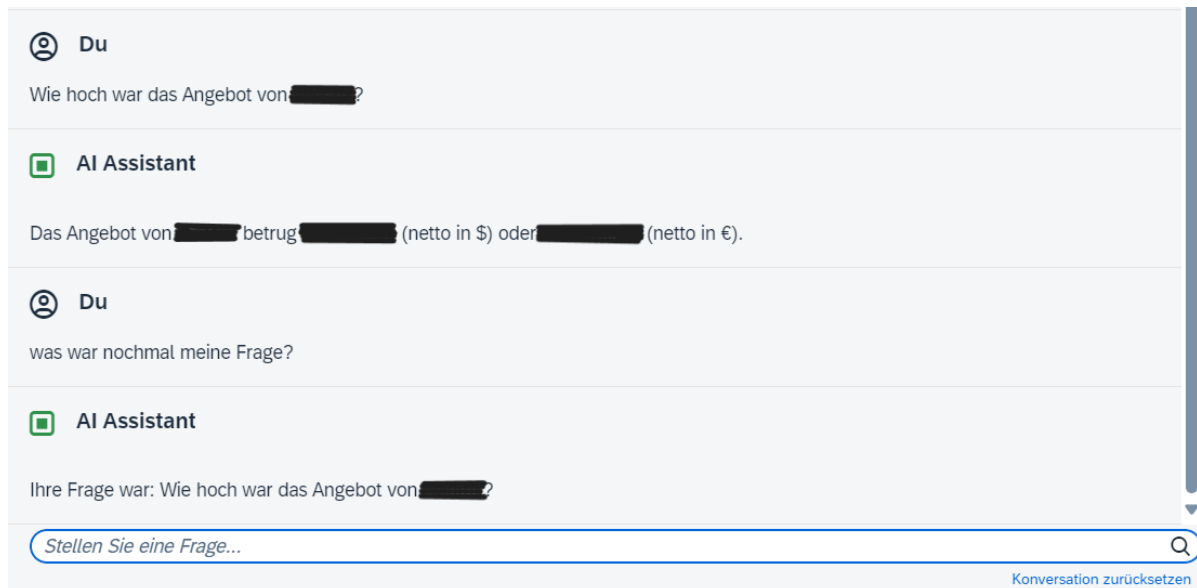 Du
Wie hoch war das Angebot von ?
AI Assistant
Das Angebot von betrug (netto in $) oder (netto in €).
Du
was war nochmal meine Frage?
AI Assistant
Ihre Frage war: Wie hoch war das Angebot von ?
Stellen Sie eine Frage...
Konversation zurücksetzen